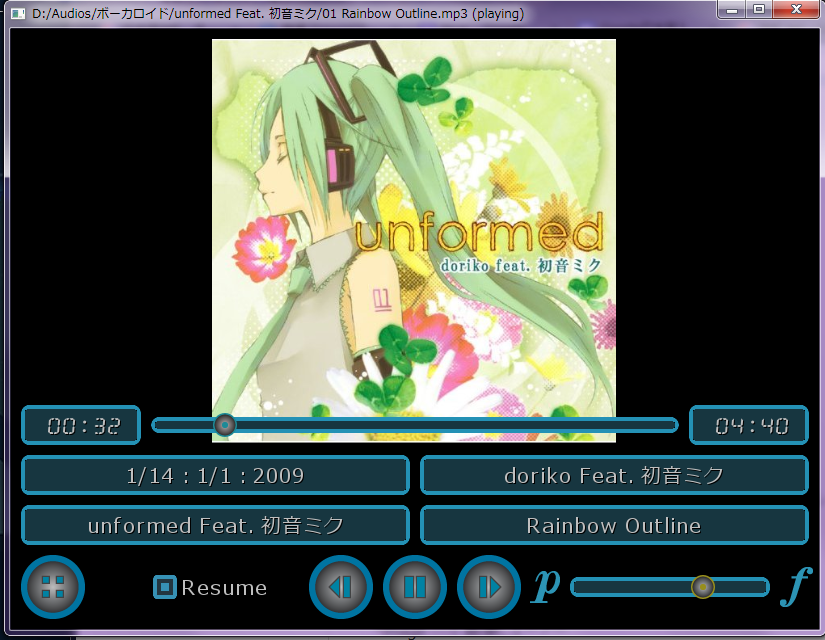 D:/Audios/ボーカロイド/unformed Feat. 初音ミク/01 Rainbow Outline.mp3 (playing)
unformed
doriko feat. 初音ミク
01
00:32
04:40
1/14 : 1/1 : 2009
doriko Feat. 初音ミク
unformed Feat. 初音ミク
Rainbow Outline
Resume
p
f